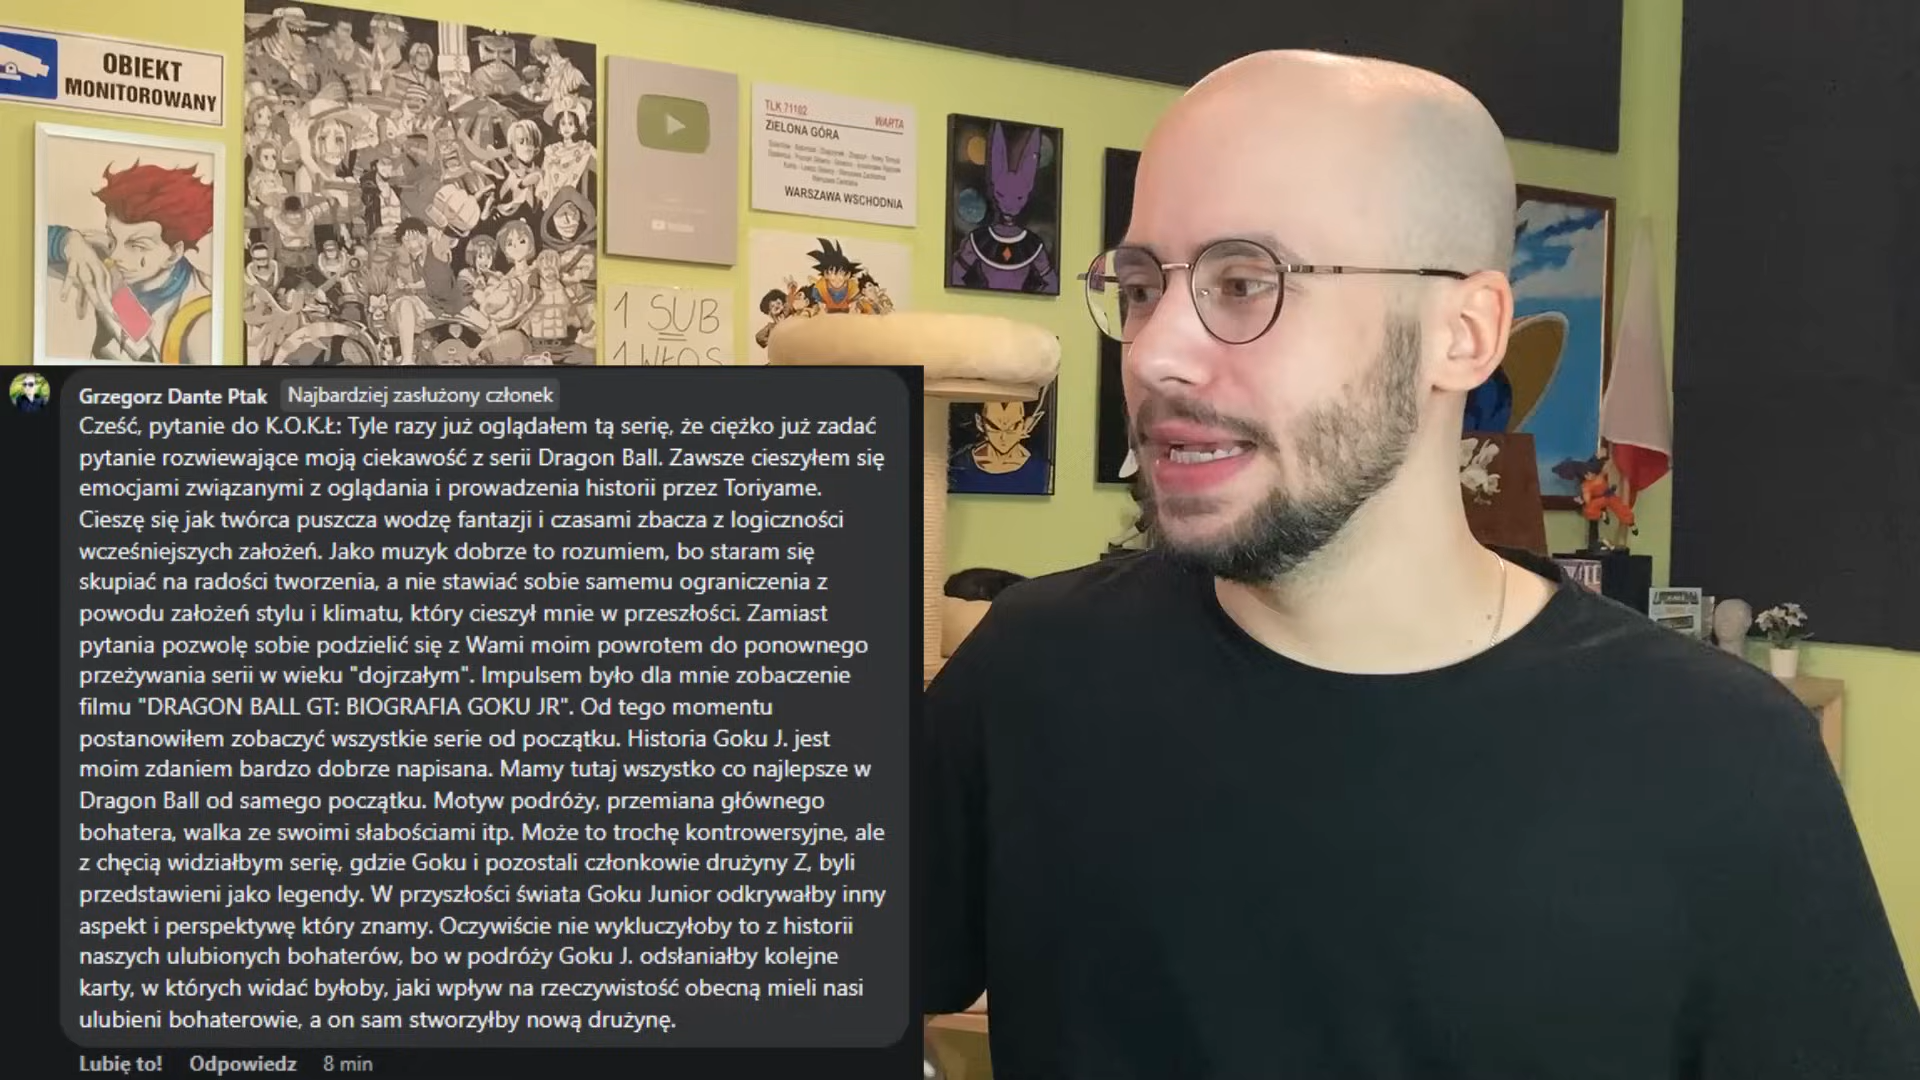 OBIEKT
MONITOROWANY
TLK 71102
WARTA
ZIELONA GÓRA
WARSZAWA WSCHODNIA
YouTube
1 SUB
1 WŁOS
Grzegorz Dante Ptak Najbardziej zasłużony członek
Cześć, pytanie do K.O.K.Ł: Tyle razy już oglądałem tą serię, że ciężko już zadać
pytanie rozwiewające moją ciekawość z serii Dragon Ball. Zawsze cieszyłem się
emocjami związanymi z oglądania i prowadzenia historii przez Toriyame.
Cieszę się jak twórca puszcza wodzę fantazji i czasami zbacza z logiczności
wcześniejszych założeń. Jako muzyk dobrze to rozumiem, bo staram się
skupiać na radości tworzenia, a nie stawiać sobie samemu ograniczenia z
powodu założeń stylu i klimatu, który cieszył mnie w przeszłości. Zamiast
pytania pozwolę sobie podzielić się z Wami moim powrotem do ponownego
przeżywania serii w wieku "dojrzałym". Impulsem było dla mnie zobaczenie
filmu "DRAGON BALL GT: BIOGRAFIA GOKU JR". Od tego momentu
postanowiłem zobaczyć wszystkie serie od początku. Historia Goku J. jest
moim zdaniem bardzo dobrze napisana. Mamy tutaj wszystko co najlepsze w
Dragon Ball od samego początku. Motyw podróży, przemiana głównego
bohatera, walka ze swoimi słabościami itp. Może to trochę kontrowersyjne, ale
z chęcią widziałbym serię, gdzie Goku i pozostali członkowie drużyny Z, byli
przedstawieni jako legendy. W przyszłości świata Goku Junior odkrywałby inny
aspekt i perspektywę który znamy. Oczywiście nie wykluczyłoby to z historii
naszych ulubionych bohaterów, bo w podróży Goku J. odsłaniałby kolejne
karty, w których widać byłoby, jaki wpływ na rzeczywistość obecną mieli nasi
ulubieni bohaterowie, a on sam stworzyłby nową drużynę.
Lubię to! Odpowiedz 8 min